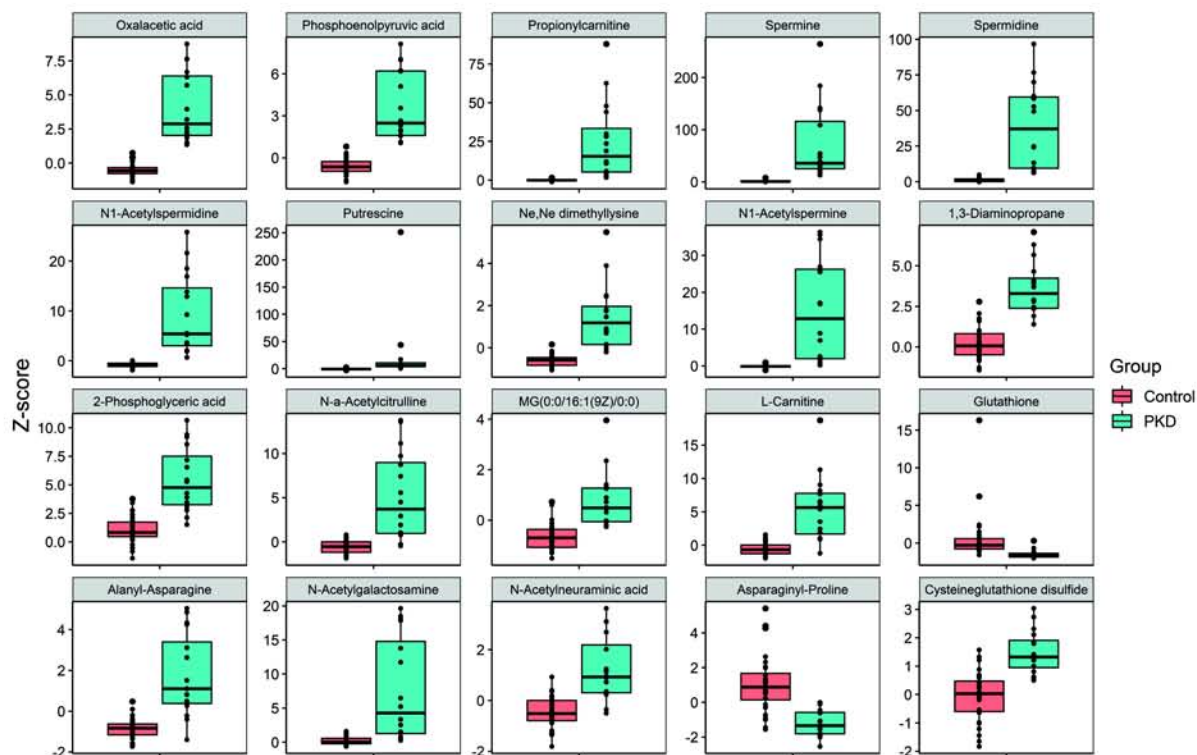 Oxalacetic acid Phosphoenolpyruvic acid Propionylcarnitine Spermine Spermidine
7.5 6 75 200 100
5.0 3 50 100 75
2.5 0 25 0 50
0.0 0 25
0
N1-Acetylspermidine Putrescine Ne,Ne dimethyllysine N1-Acetylspermine 1,3-Diaminopropane
20 250 4 30 5.0
10 200 2 20 2.5
0 150 0 10 0.0
100 0
50
0
Z-score
Group
Control
PKD
2-Phosphoglyceric acid N-a-Acetylcitrulline MG(0:0/16:1(9Z)/0:0) L-Carnitine Glutathione
10.0 10 4 15 15
7.5 5 2 10 10
5.0 0 0 5 5
2.5 0 0
0.0
Alanyl-Asparagine N-Acetylgalactosamine N-Acetylneuraminic acid Asparaginyl-Proline Cysteineglutathione disulfide
4 20 2 4 3
2 15 0 2 2
0 10 -2 0 1
-2 5 -2 0
0 -1
-2